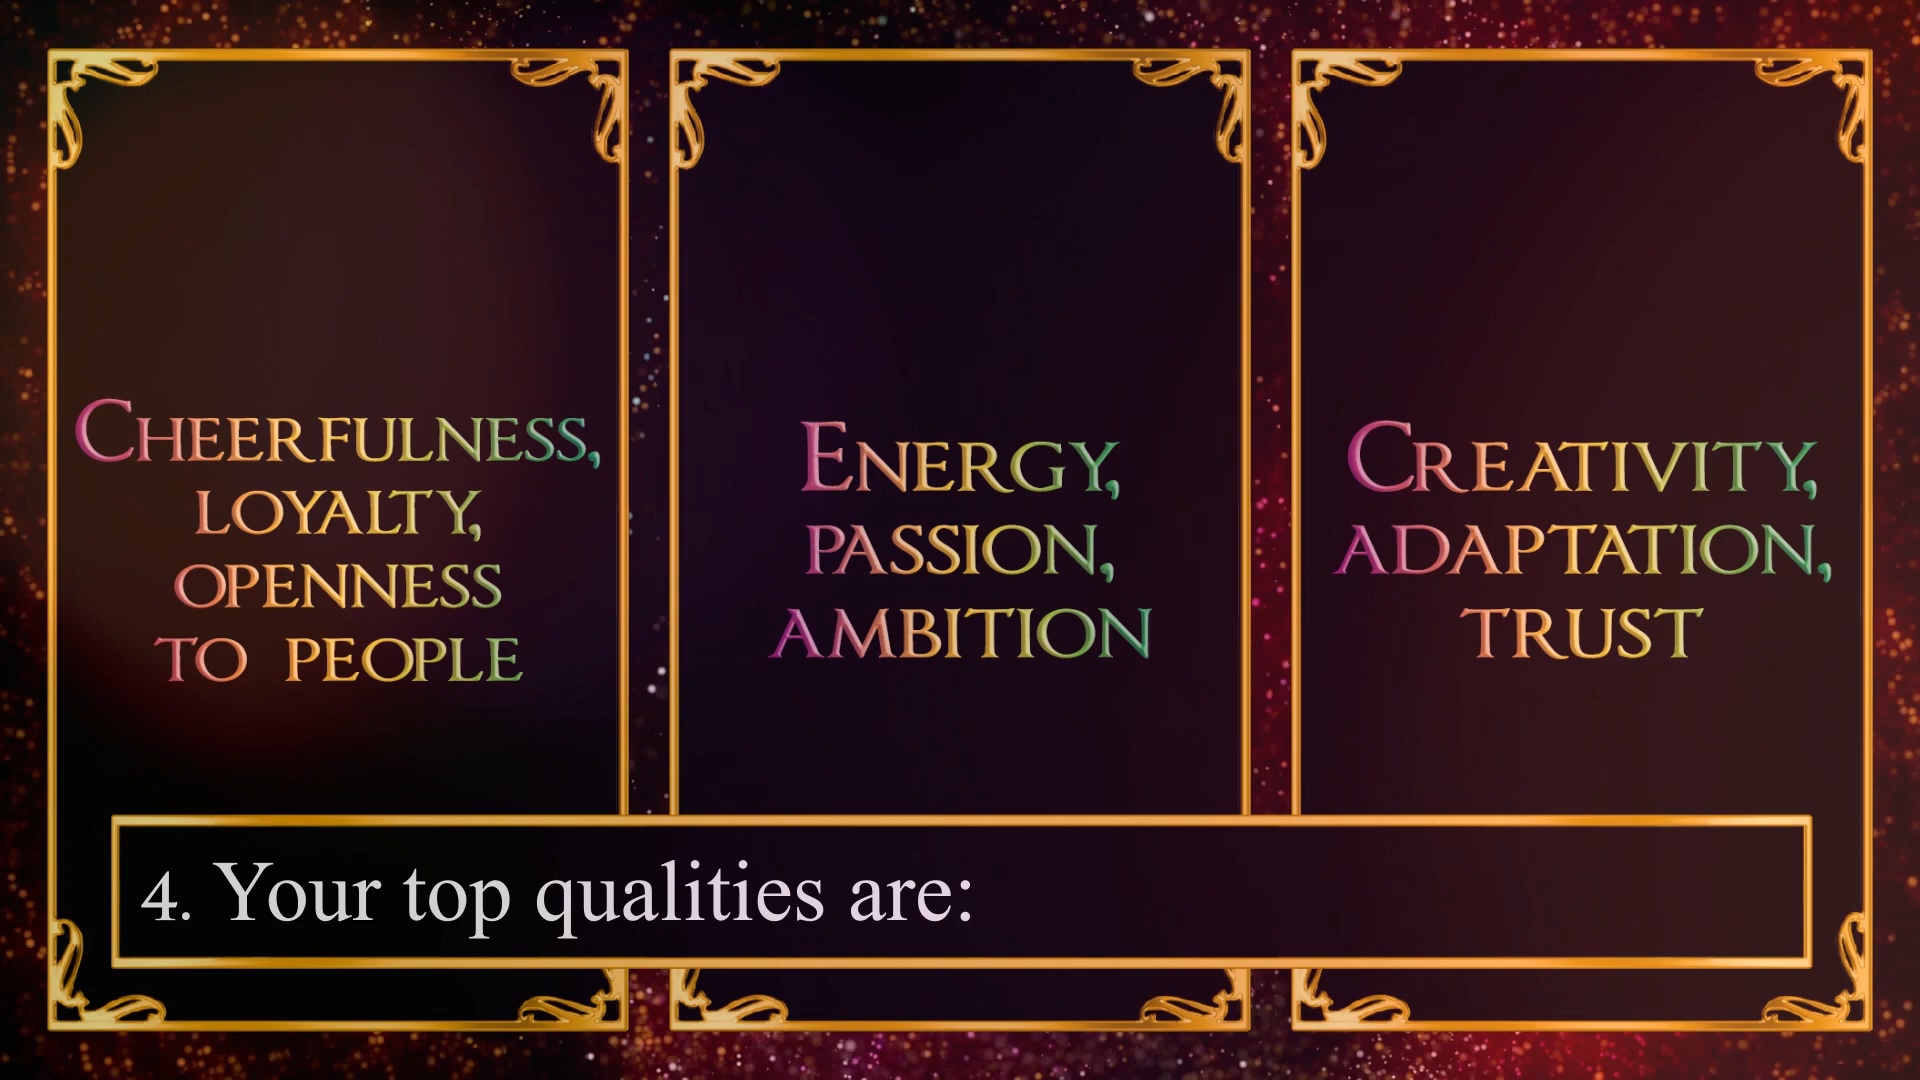 Cheerfulness,
loyalty,
openness
to people
Energy,
passion,
ambition
Creativity,
adaptation,
trust
4. Your top qualities are: